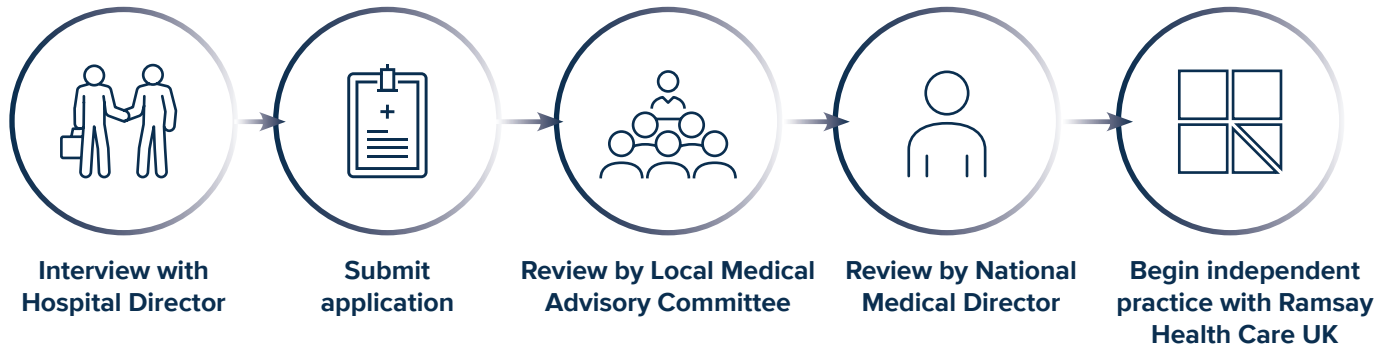 Interview with
Hospital Director
Submit
application
Review by Local Medical
Advisory Committee
Review by National
Medical Director
Begin independent
practice with Ramsay
Health Care UK